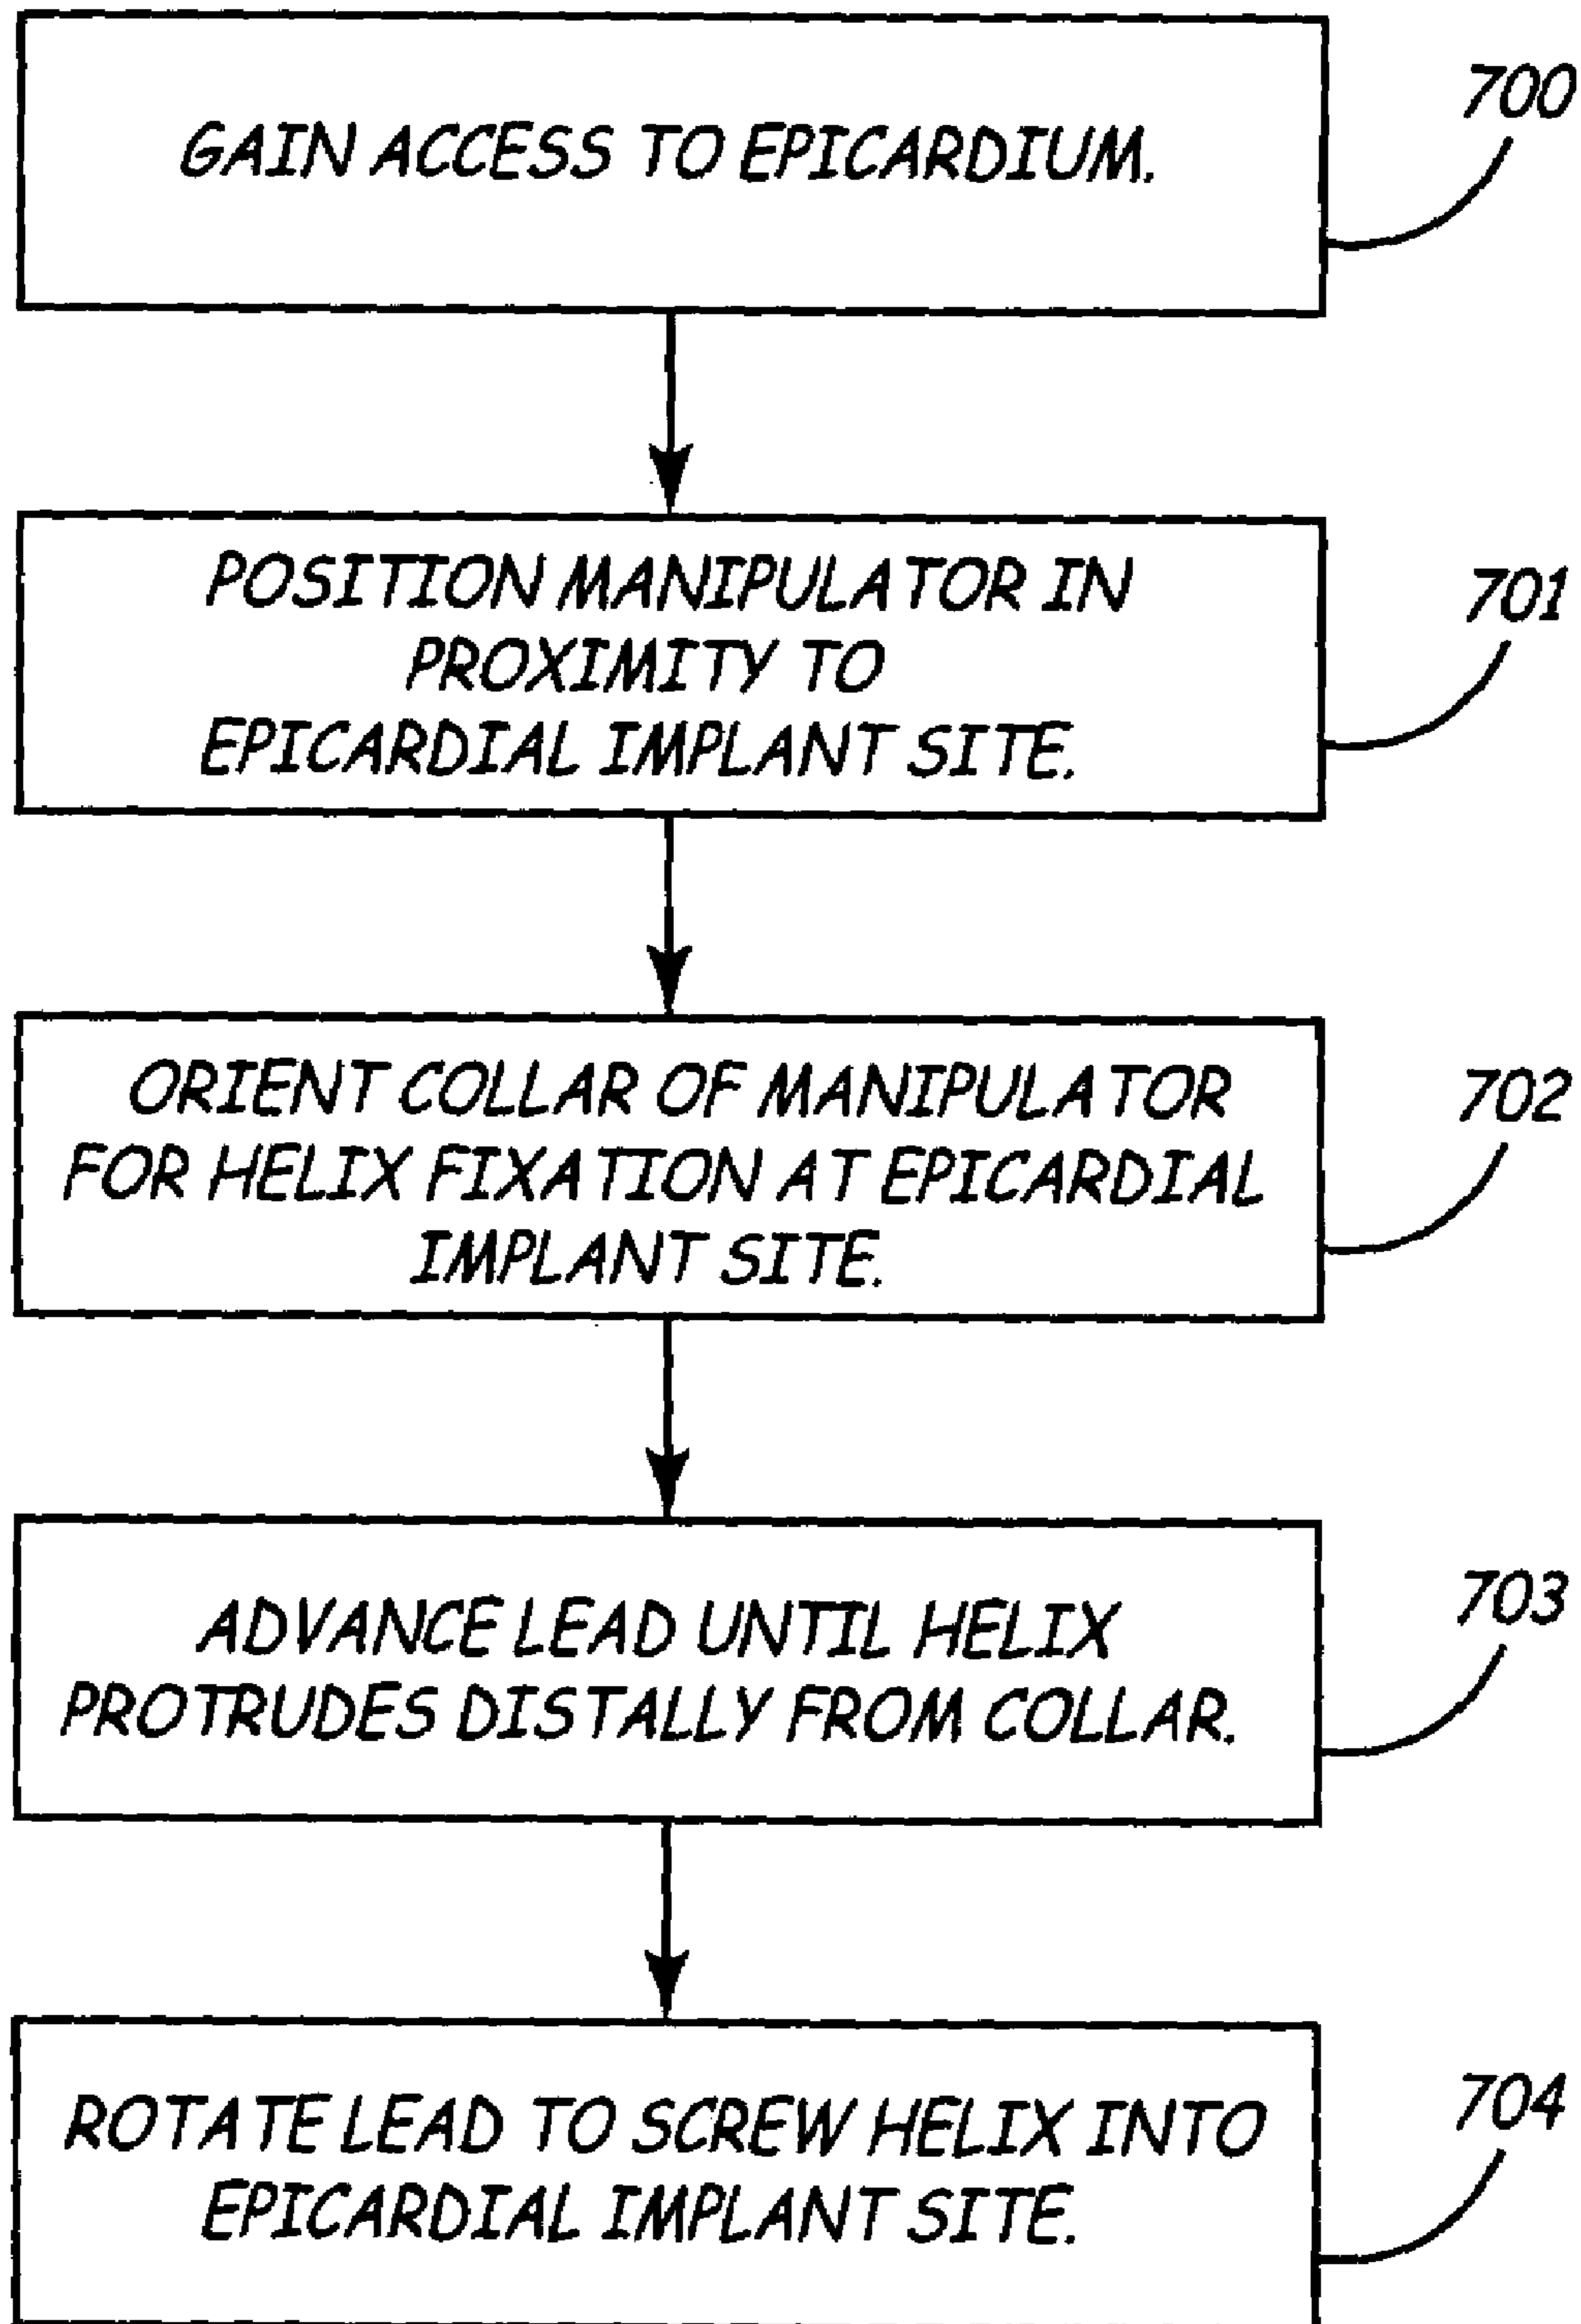 GAIN ACCESS TO EPICARDIUM.
700
POSITION MANIPULATOR IN
PROXIMITY TO
EPICARDIAL IMPLANT SITE.
701
ORIENT COLLAR OF MANIPULATOR
FOR HELIX FIXATION AT EPICARDIAL
IMPLANT SITE.
702
ADVANCE LEAD UNTIL HELIX
PROTRUDES DISTALLY FROM COLLAR.
703
ROTATE LEAD TO SCREW HELIX INTO
EPICARDIAL IMPLANT SITE.
704